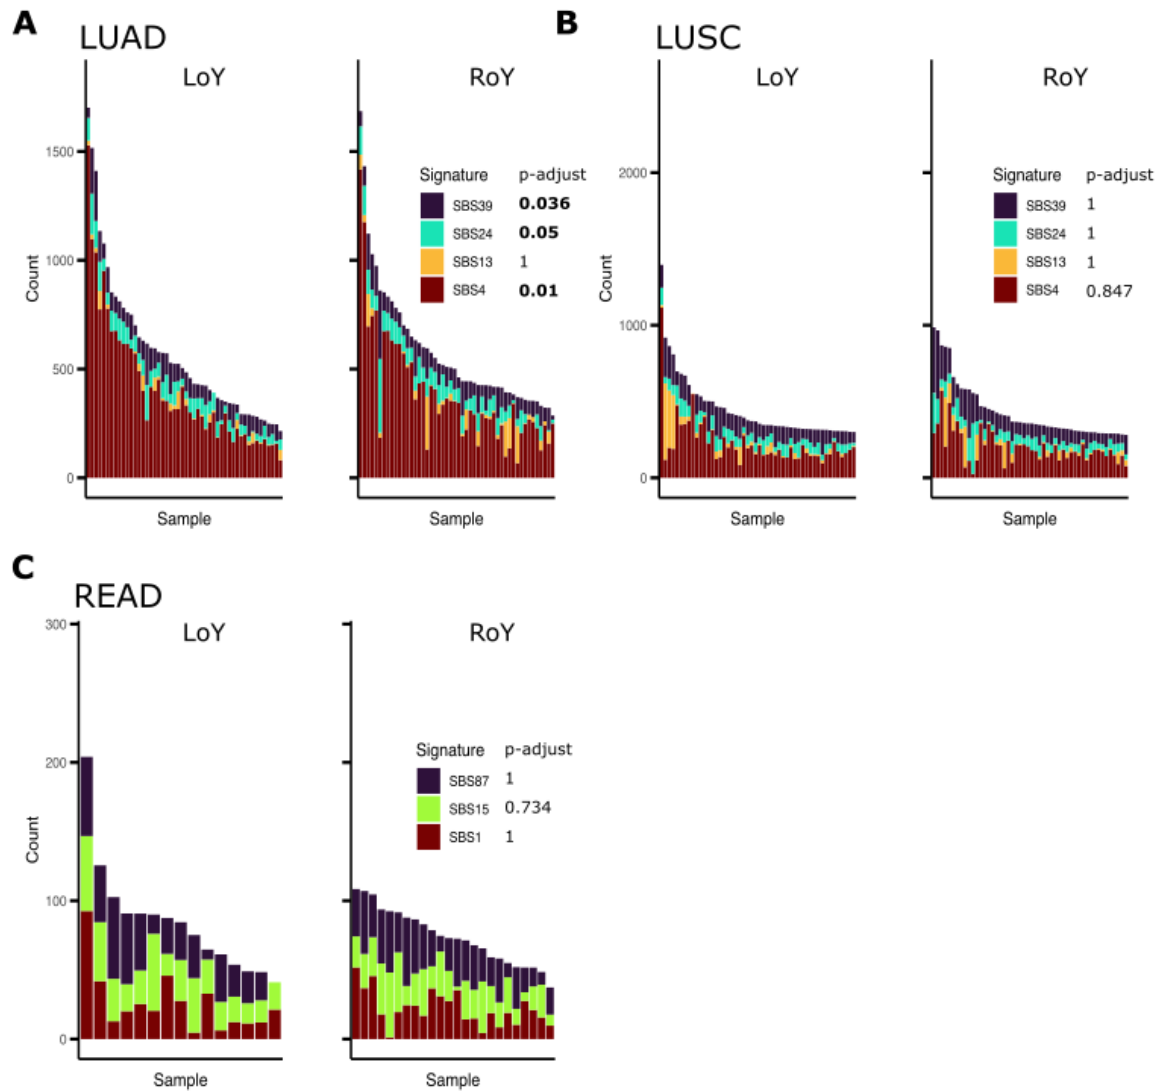 A
LUAD
LoY
RoY
Count
1500
1000
500
0
Signature p-adjust
SBS39 0.036
SBS24 0.05
SBS13 1
SBS4 0.01
Sample
Sample
B
LUSC
LoY
RoY
Count
2000
1000
0
Signature p-adjust
SBS39 1
SBS24 1
SBS13 1
SBS4 0.847
Sample
Sample
C
READ
LoY
RoY
Count
300
200
100
0
Signature p-adjust
SBS87 1
SBS15 0.734
SBS1 1
Sample
Sample